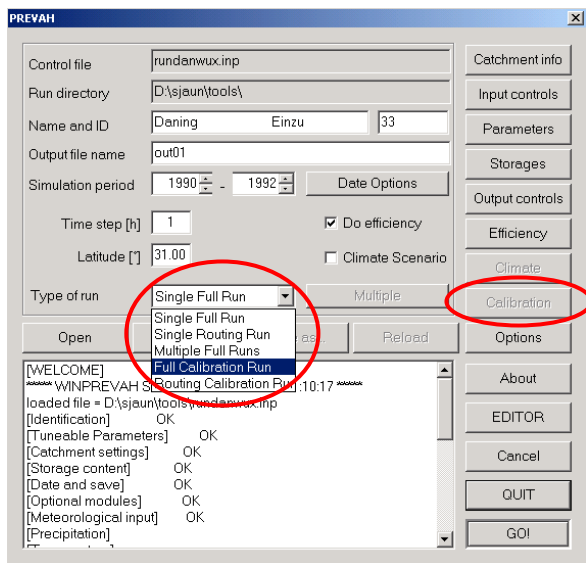 PREVAH
Control file
rundanwux.inp
Run directory
D:\sjaun\tools\
Name and ID
Daning Einzu
33
Output file name
out01
Simulation period
1990 - 1992
Date Options
Time step [h]
1
Do efficiency
Latitude [°]
31.00
Climate Scenario
Type of run
Single Full Run
Multiple
Single Full Run
Single Routing Run
Multiple Full Runs
Full Calibration Run
Routing Calibration Run
Open
as..
Reload
Catchment info
Input controls
Parameters
Storages
Output controls
Efficiency
Climate
Calibration
Options
About
EDITOR
Cancel
QUIT
GO!
[WELCOME]
***** WINPREVAH S :10:17 *****
loaded file = D:\sjaun\tools\rundanwux.inp
[Identification] OK
[Tuneable Parameters] OK
[Catchment settings] OK
[Storage content] OK
[Date and save] OK
[Optional modules] OK
[Meteorological input] OK
[Precipitation]